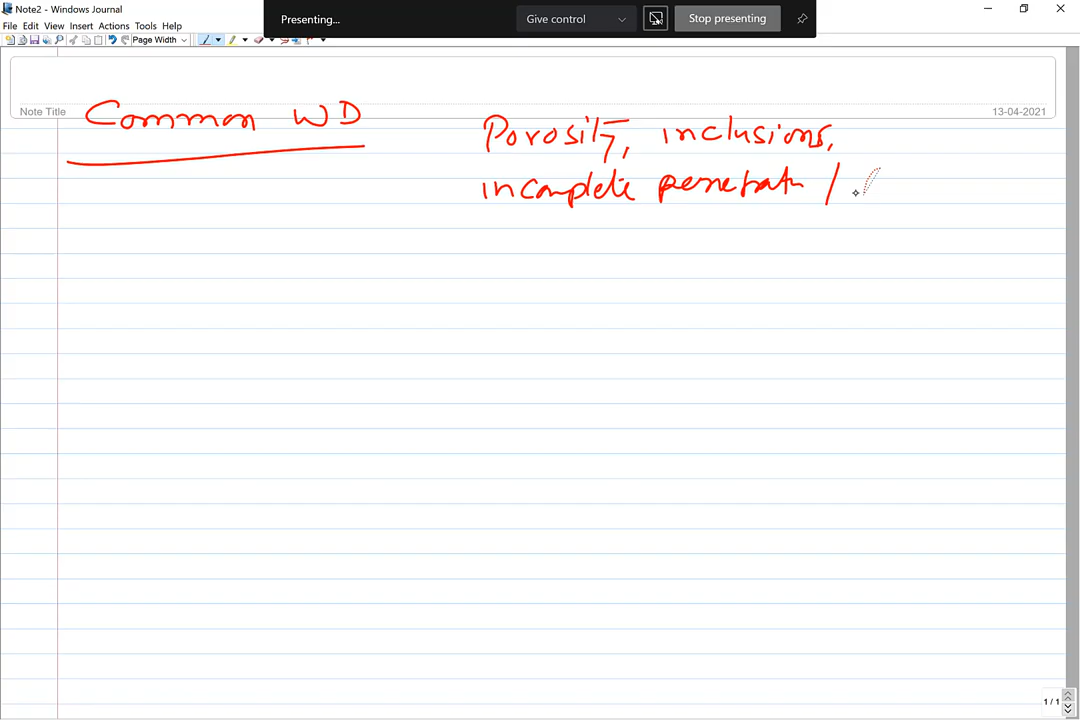 Note2 - Windows Journal
Presenting...
Give control
Stop presenting
File Edit View Insert Actions Tools Help
Page Width
Note Title
13-04-2021
Common WD
Porosity, inclusions,
incomplete penetratn /
1 / 1